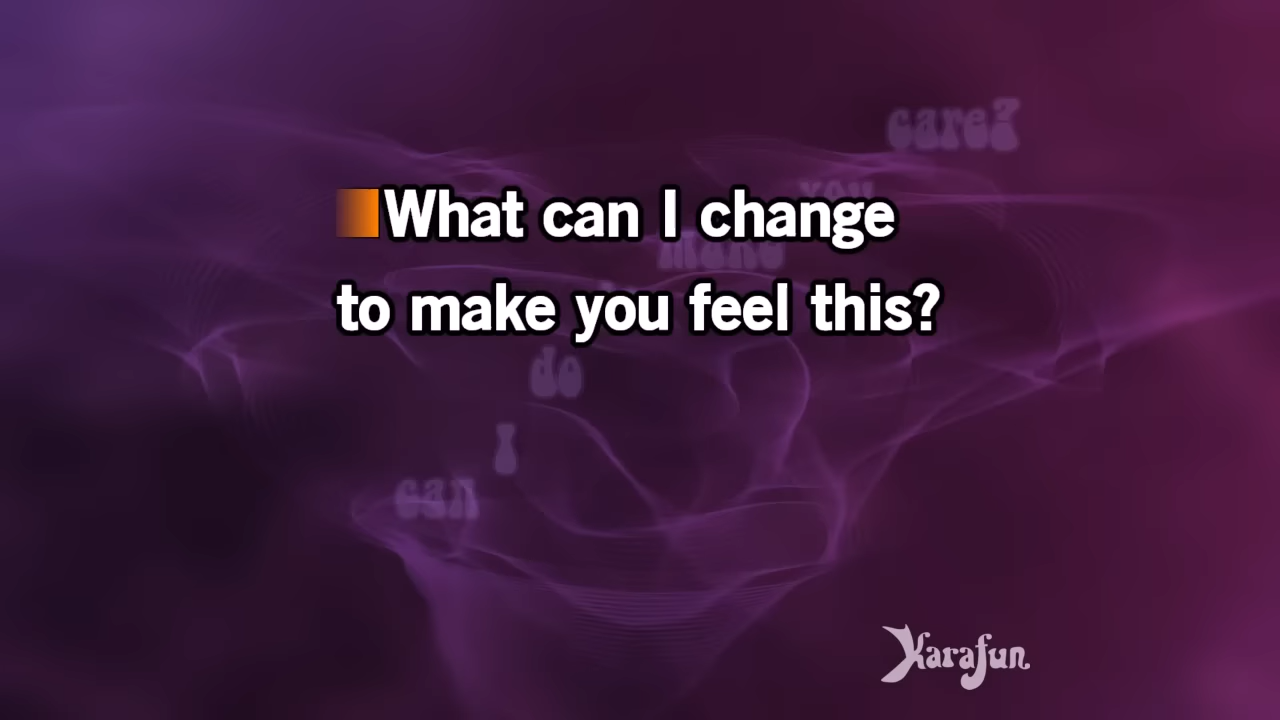 What can I change
to make you feel this?
care?
you
make
do
I
can
Karafun